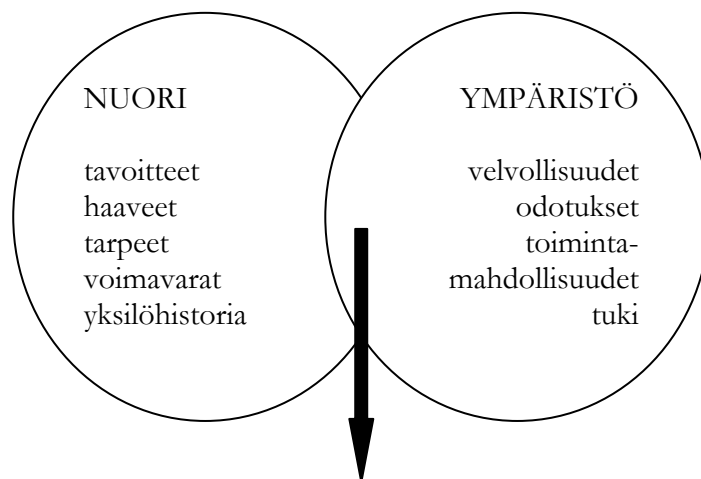 NUORI
tavoitteet
haaveet
tarpeet
voimavarat
yksilöhistoria
YMPÄRISTÖ
velvollisuudet
odotukset
toiminta-
mahdollisuudet
tuki